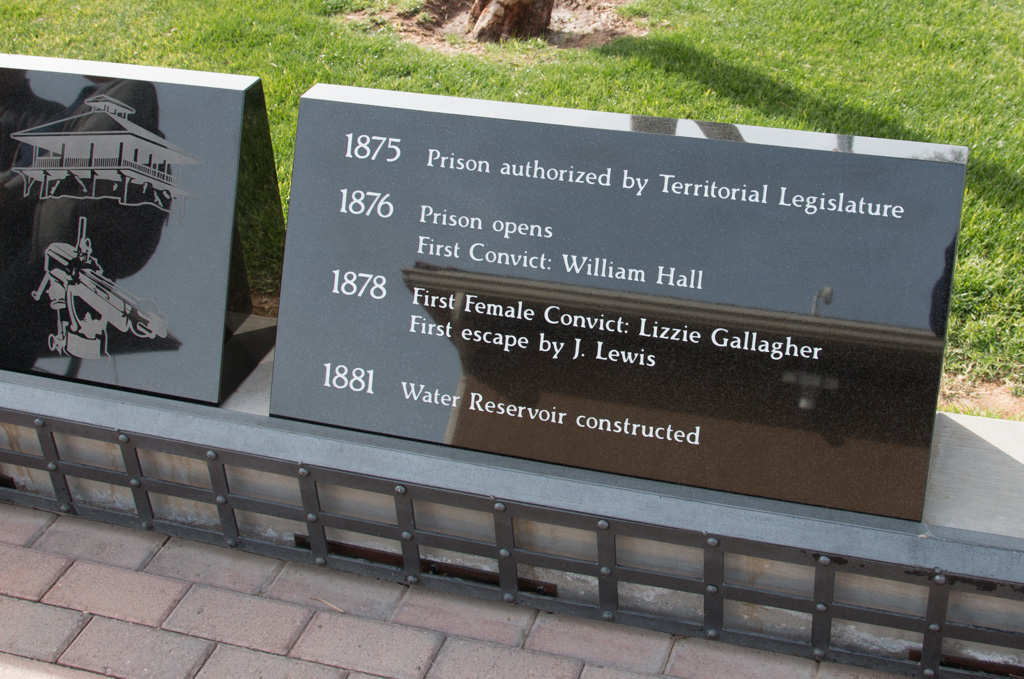 1875 Prison authorized by Territorial Legislature
1876 Prison opens
First Convict: William Hall
1878 First Female Convict: Lizzie Gallagher
First escape by J. Lewis
1881 Water Reservoir constructed